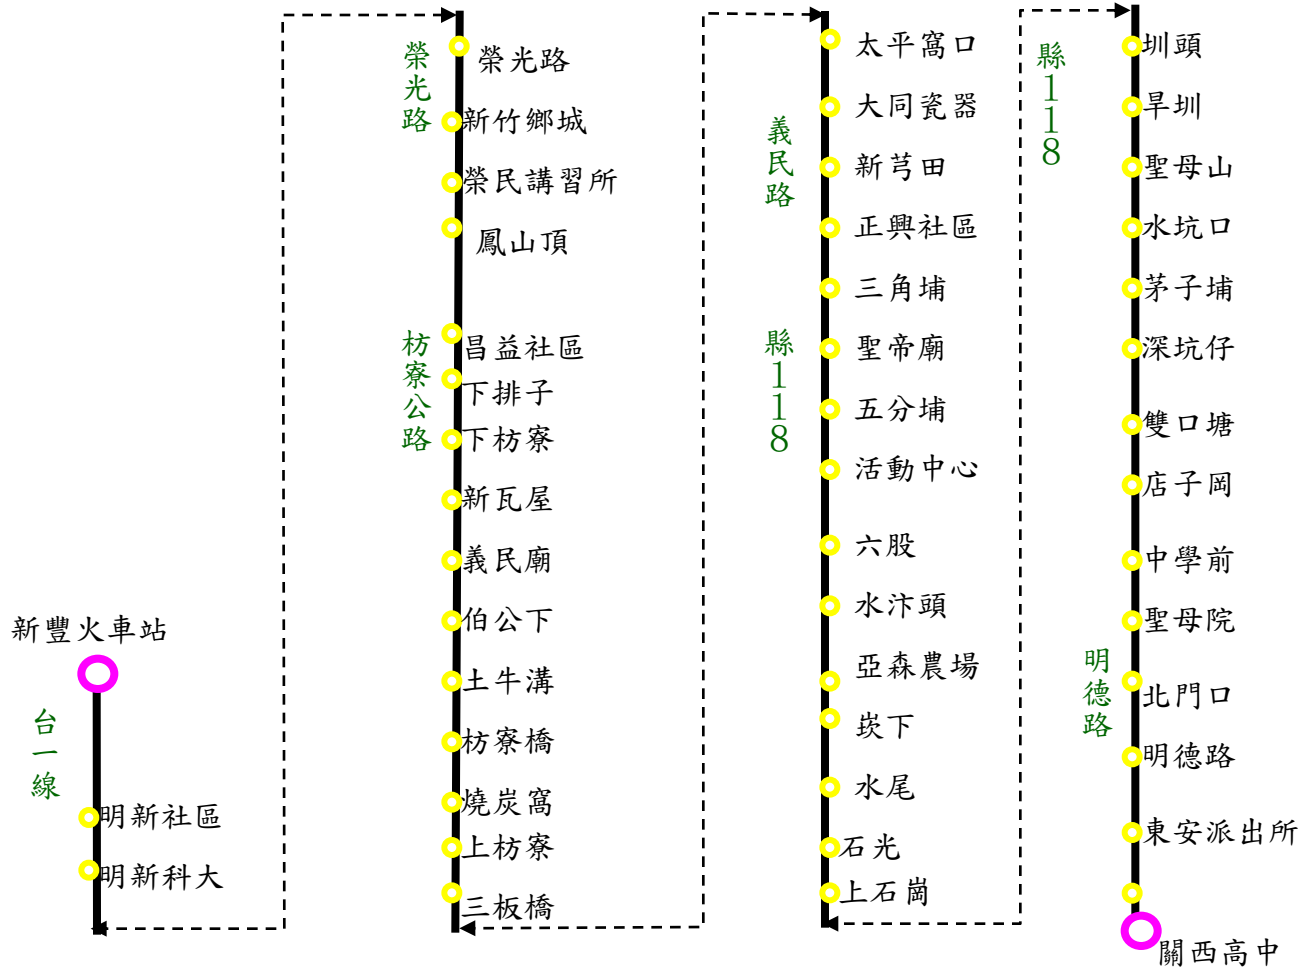 新豐火車站
台一線
明新社區
明新科大
榮光路
榮光路
新竹鄉城
榮民講習所
鳳山頂
枋寮公路
昌益社區
下排子
下枋寮
新瓦屋
義民廟
伯公下
土牛溝
枋寮橋
燒炭窩
上枋寮
三板橋
義民路
太平窩口
大同瓷器
新芎田
正興社區
三角埔
縣118
聖帝廟
五分埔
活動中心
六股
水汴頭
亞森農場
崁下
水尾
石光
上石崗
縣118
圳頭
旱圳
聖母山
水坑口
茅子埔
深坑仔
雙口塘
店子岡
中學前
聖母院
明德路
北門口
明德路
東安派出所
關西高中